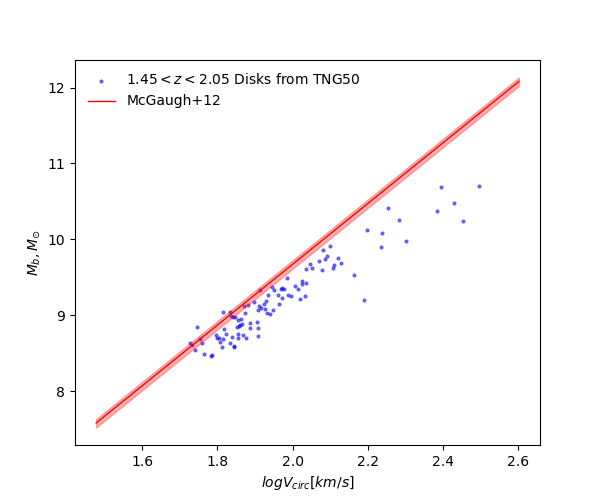 1.45 < z < 2.05 Disks from TNG50
McGaugh+12
12
11
10
9
8
M_b, M_⊙
1.6 1.8 2.0 2.2 2.4 2.6
logV_circ[km/s]